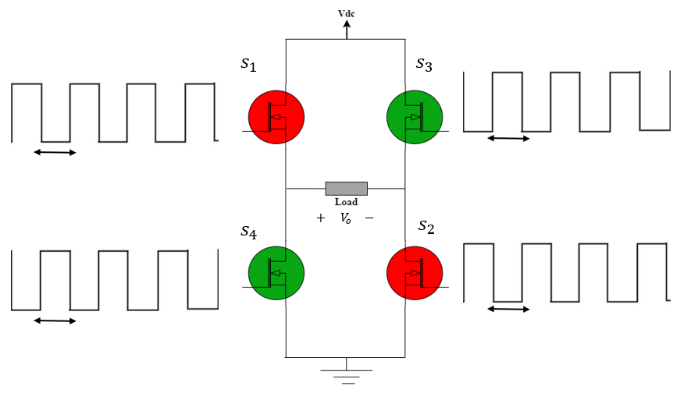 Vdc
S1
S3
Load
+ Vo −
S4
S2